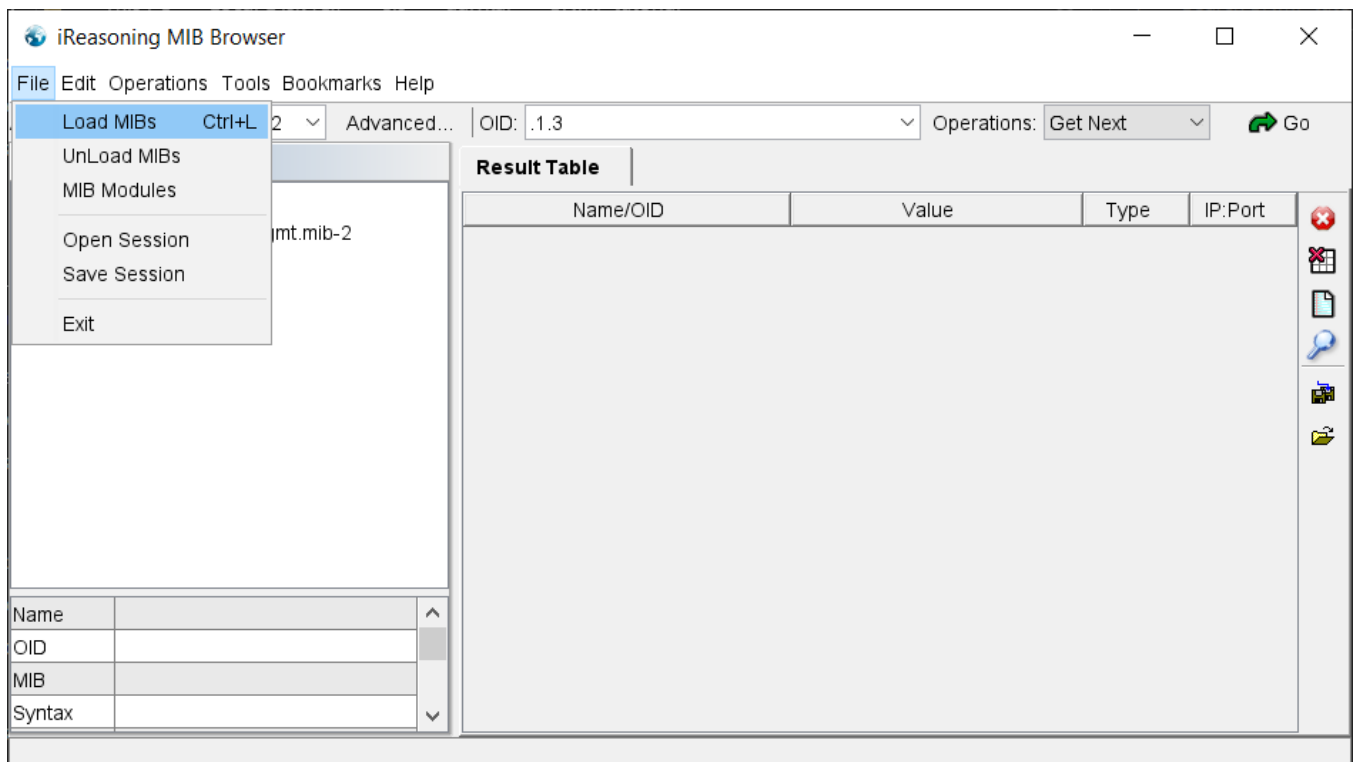 iReasoning MIB Browser
File Edit Operations Tools Bookmarks Help
Load MIBs Ctrl+L
2 Advanced... OID: .1.3 Operations: Get Next Go
UnLoad MIBs
MIB Modules
Open Session
Save Session
Exit
mt.mib-2
Result Table
Name/OID Value Type IP:Port
Name
OID
MIB
Syntax